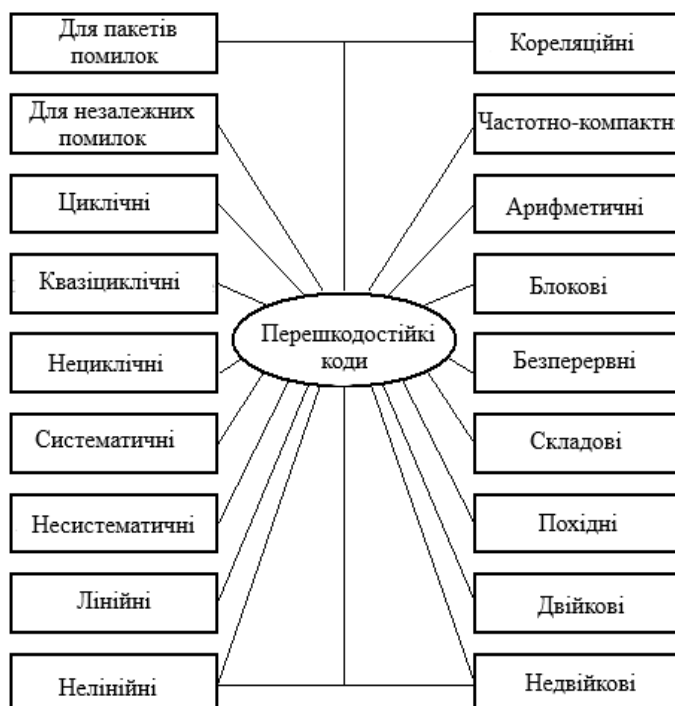 Для пакетів
помилок
Для незалежних
помилок
Циклічні
Квазіциклічні
Нециклічні
Систематичні
Несистематичні
Лінійні
Нелінійні
Перешкодостійкі
коди
Кореляційні
Частотно-компактні
Арифметичні
Блокові
Безперервні
Складові
Похідні
Двійкові
Недвійкові